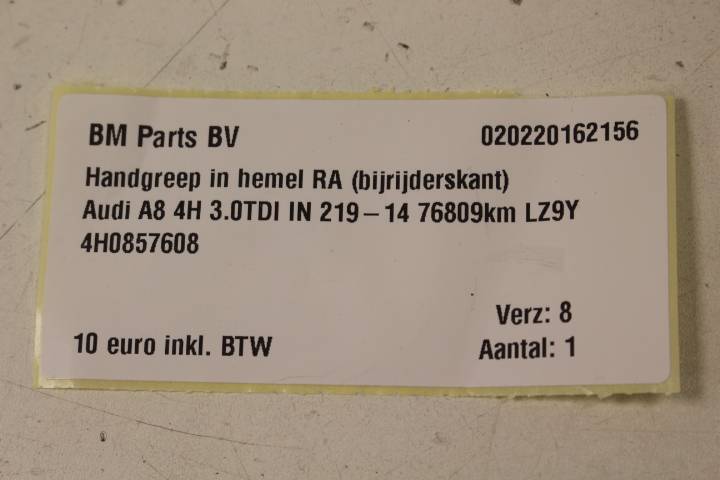 BM Parts BV 020220162156
Handgreep in hemel RA (bijrijderskant)
Audi A8 4H 3.0TDI IN 219-14 76809km LZ9Y
4H0857608
Verz: 8
10 euro inkl. BTW Aantal: 1